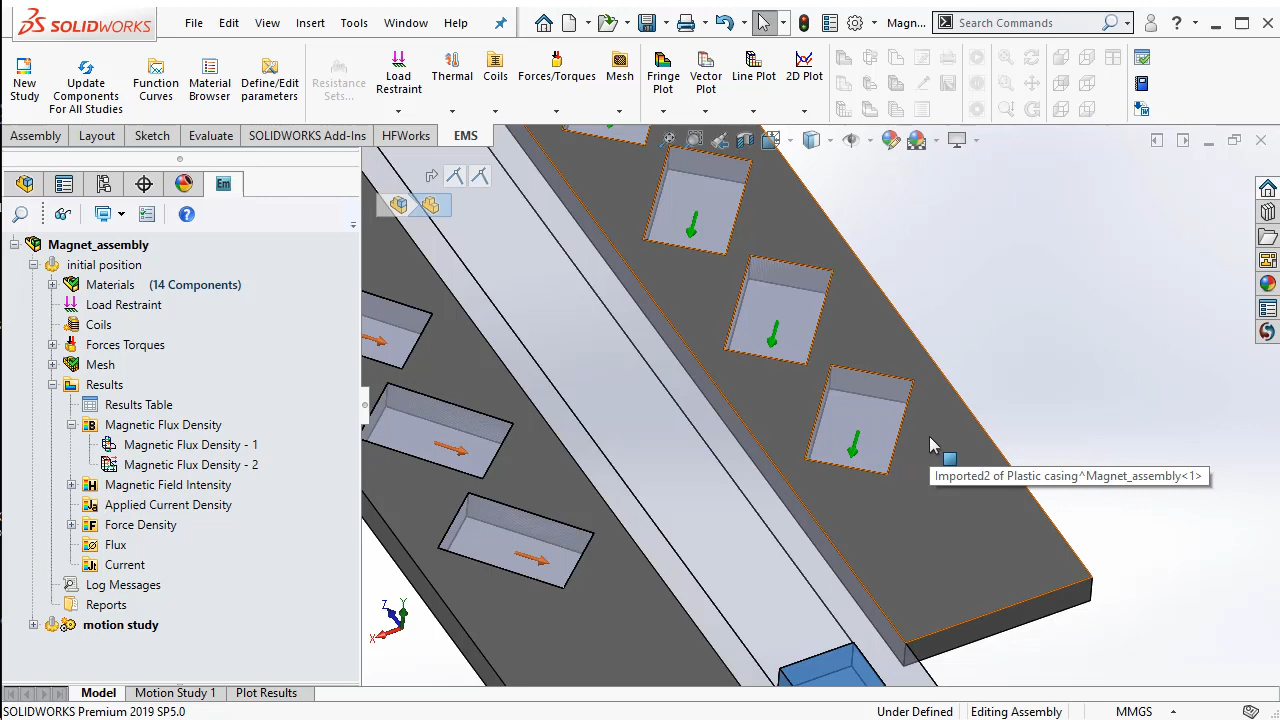 SOLIDWORKS File Edit View Insert Tools Window Help Magn... Search Commands
New Study
Update Components For All Studies
Function Curves
Material Browser
Define/Edit parameters
Resistance Sets...
Load Restraint
Thermal
Coils
Forces/Torques
Mesh
Fringe Plot
Vector Plot
Line Plot
2D Plot
Assembly Layout Sketch Evaluate SOLIDWORKS Add-Ins HFWorks EMS
Em
Magnet_assembly
initial position
Materials (14 Components)
Load Restraint
Coils
Forces Torques
Mesh
Results
Results Table
Magnetic Flux Density
Magnetic Flux Density - 1
Magnetic Flux Density - 2
Magnetic Field Intensity
Applied Current Density
Force Density
Flux
Current
Log Messages
Reports
motion study
Imported2 of Plastic casing^Magnet_assembly<1>
Z Y
X
Model Motion Study 1 Plot Results
SOLIDWORKS Premium 2019 SP5.0 Under Defined Editing Assembly MMGS